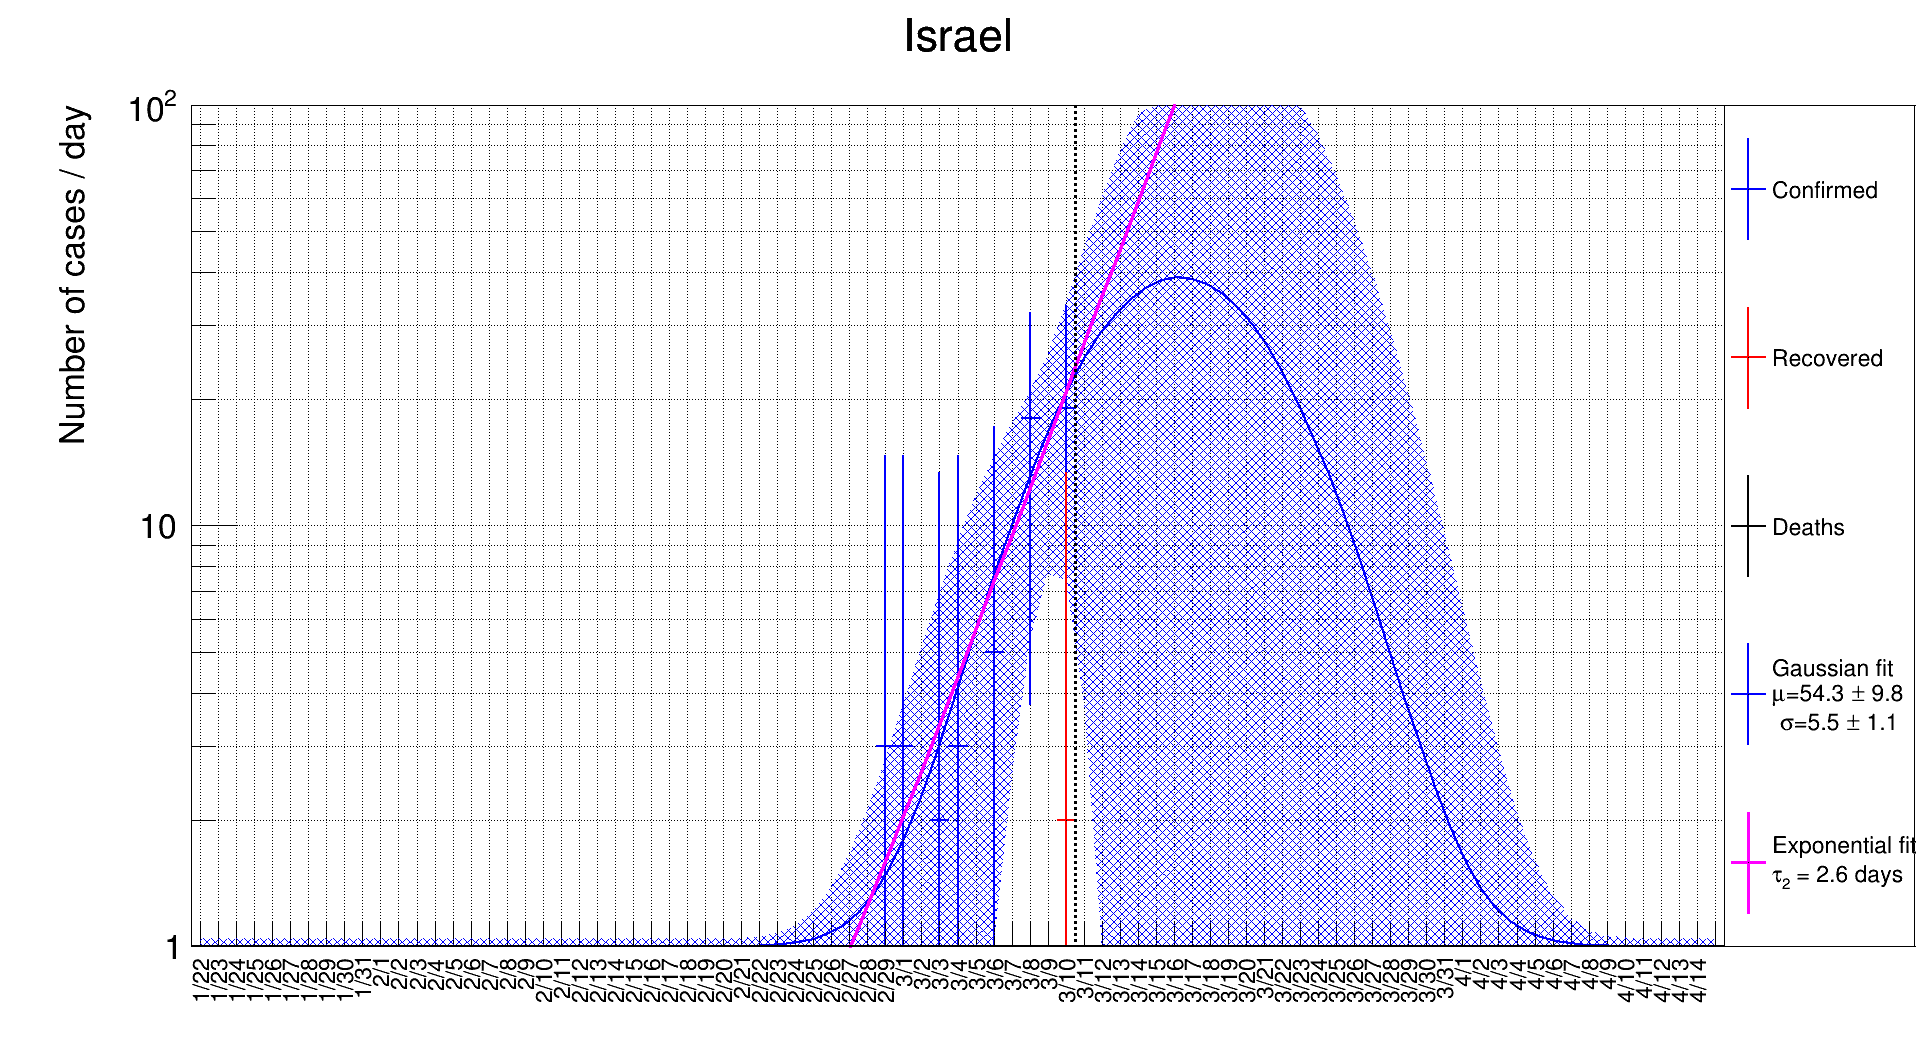 Israel
Number of cases / day
10²
10
1
1/22 1/23 1/24 1/25 1/26 1/27 1/28 1/29 1/30 1/31 2/1 2/2 2/3 2/4 2/5 2/6 2/7 2/8 2/9 2/10 2/11 2/12 2/13 2/14 2/15 2/16 2/17 2/18 2/19 2/20 2/21 2/22 2/23 2/24 2/25 2/26 2/27 2/28 2/29 3/1 3/2 3/3 3/4 3/5 3/6 3/7 3/8 3/9 3/10 3/11 3/12 3/13 3/14 3/15 3/16 3/17 3/18 3/19 3/20 3/21 3/22 3/23 3/24 3/25 3/26 3/27 3/28 3/29 3/30 3/31 4/1 4/2 4/3 4/4 4/5 4/6 4/7 4/8 4/9 4/10 4/11 4/12 4/13 4/14
Confirmed
Recovered
Deaths
Gaussian fit
μ=54.3 ± 9.8
σ=5.5 ± 1.1
Exponential fit
τ₂ = 2.6 days